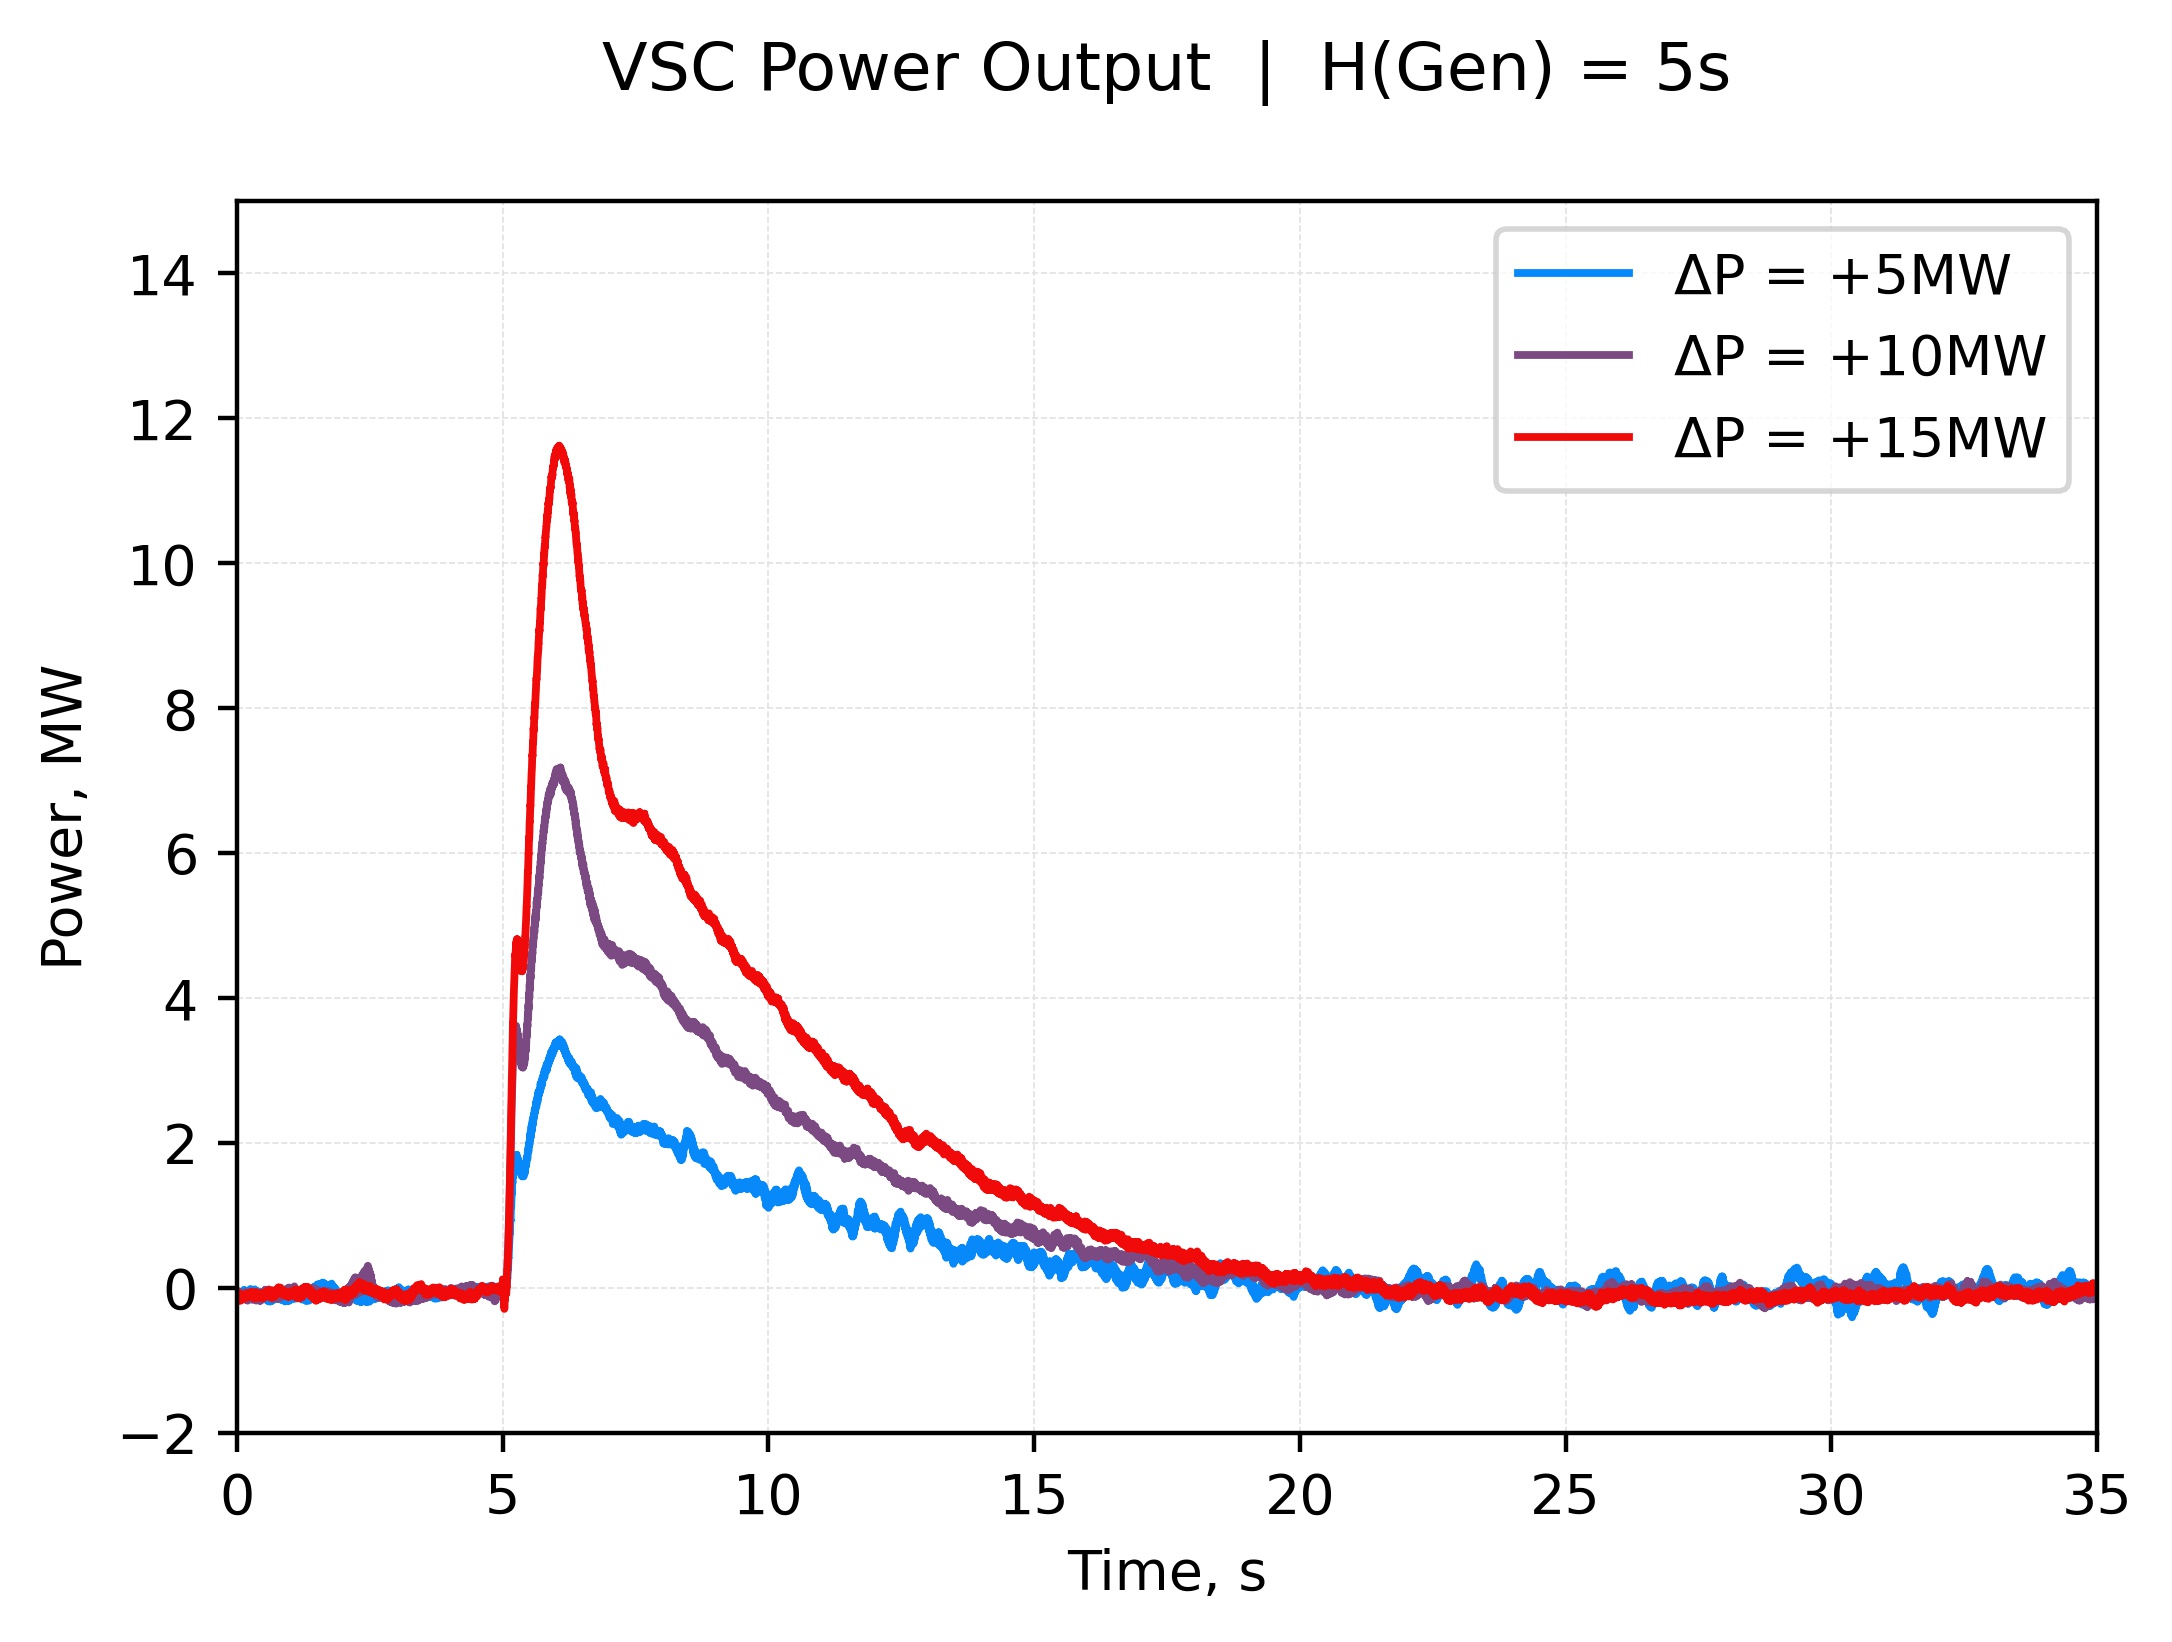 VSC Power Output | H(Gen) = 5s
ΔP = +5MW
ΔP = +10MW
ΔP = +15MW
14
12
10
8
6
4
2
0
−2
Power, MW
0 5 10 15 20 25 30 35
Time, s